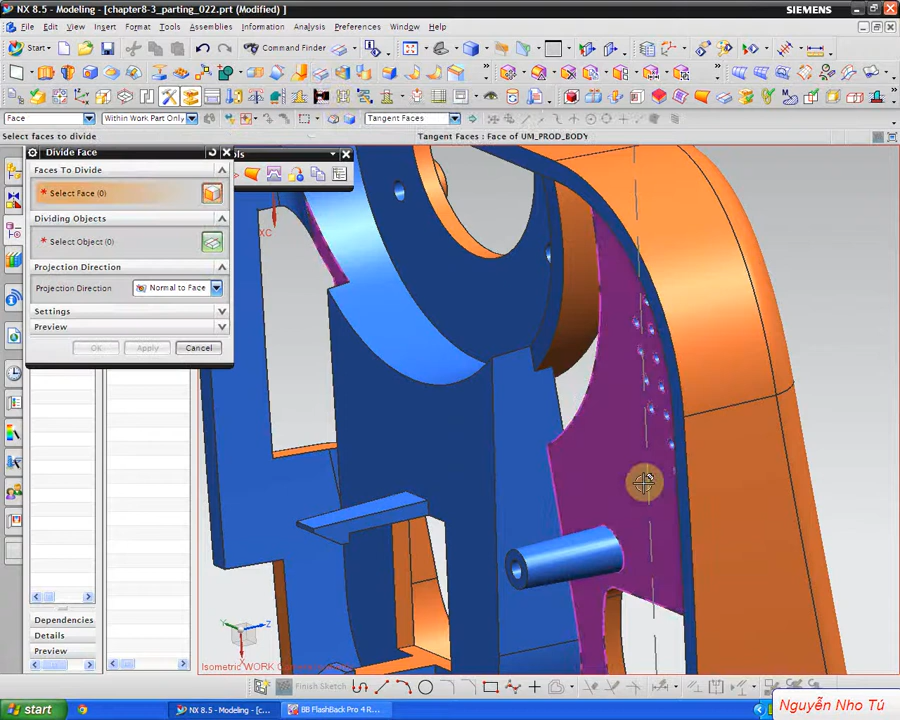 NX 8.5 - Modeling - [chapter8-3_parting_022.prt (Modified) ]
SIEMENS
File Edit View Insert Format Tools Assemblies Information Analysis Preferences Window Help
Start
Command Finder
Face
Within Work Part Only
Tangent Faces
Select faces to divide
Tangent Faces : Face of UM_PROD_BODY
Divide Face
ols
Faces To Divide
* Select Face (0)
Dividing Objects
* Select Object (0)
Projection Direction
Projection Direction
Normal to Face
Settings
Preview
OK
Apply
Cancel
XC
Dependencies
Details
Preview
Y
Z
X
Isometric WORK
Finish Sketch
start
NX 8.5 - Modeling - [c...
BB FlashBack Pro 4 R...
Nguyễn Nho Tú